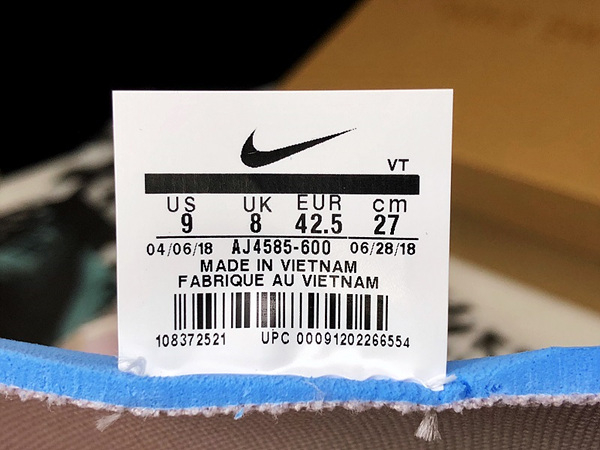 VT
US UK EUR cm
9 8 42.5 27
04/06/18 AJ4585-600 06/28/18
MADE IN VIETNAM
FABRIQUE AU VIETNAM
108372521 UPC 00091202266554